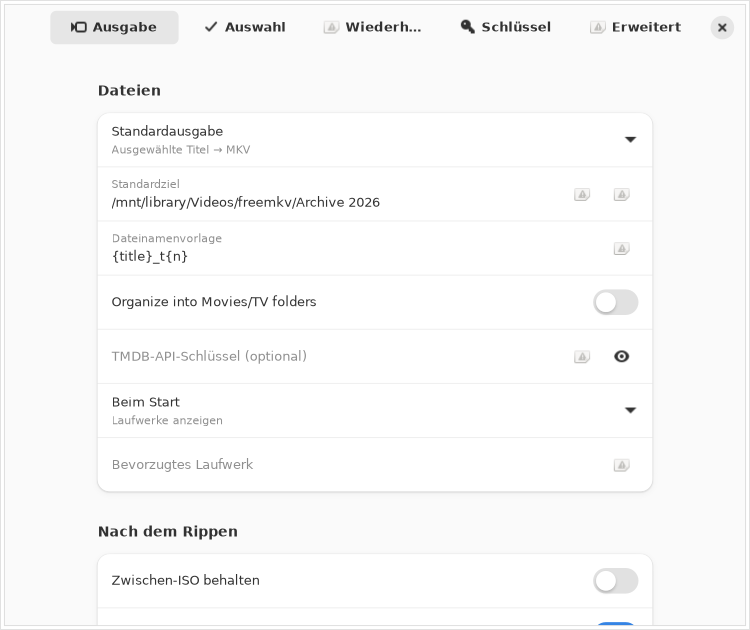 Ausgabe
Auswahl
Wiederh…
Schlüssel
Erweitert
Dateien
Standardausgabe
Ausgewählte Titel → MKV
Standardziel
/mnt/library/Videos/freemkv/Archive 2026
Dateinamenvorlage
{title}_t{n}
Organize into Movies/TV folders
TMDB-API-Schlüssel (optional)
Beim Start
Laufwerke anzeigen
Bevorzugtes Laufwerk
Nach dem Rippen
Zwischen-ISO behalten